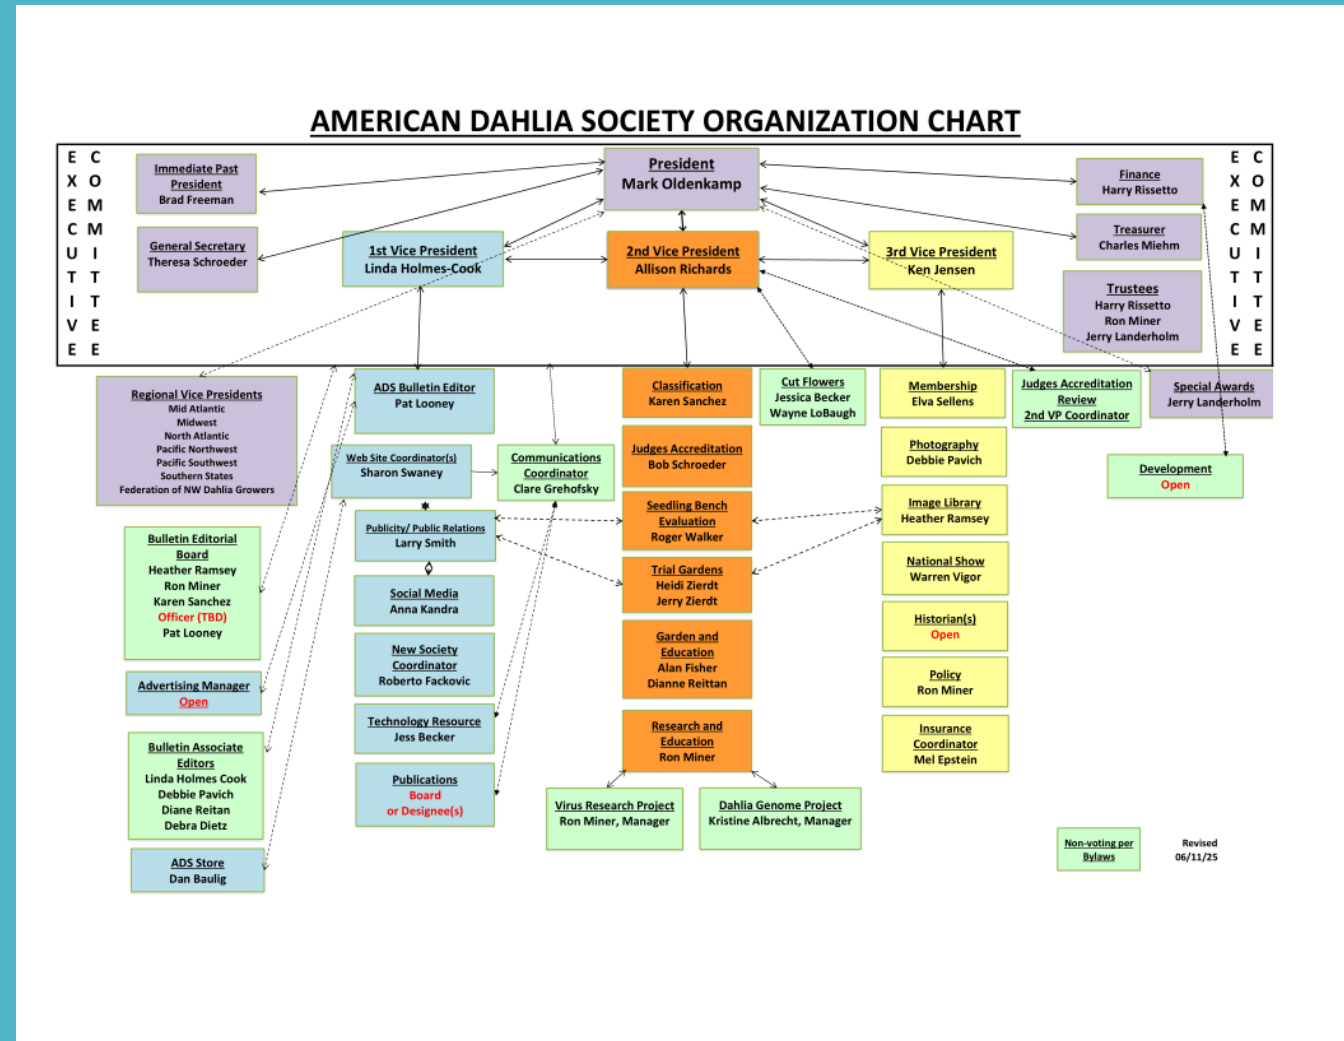 AMERICAN DAHLIA SOCIETY ORGANIZATION CHART
EXECUTIVE
COMMITTEE
Immediate Past
President
Brad Freeman
General Secretary
Theresa Schroeder
President
Mark Oldenkamp
1st Vice President
Linda Holmes-Cook
2nd Vice President
Allison Richards
3rd Vice President
Ken Jensen
Finance
Harry Rissetto
Treasurer
Charles Miehm
Trustees
Harry Rissetto
Ron Miner
Jerry Landerholm
EXECUTIVE
COMMITTEE
Regional Vice Presidents
Mid Atlantic
Midwest
North Atlantic
Pacific Northwest
Pacific Southwest
Southern States
Federation of NW Dahlia Growers
Bulletin Editorial
Board
Heather Ramsey
Ron Miner
Karen Sanchez
Officer (TBD)
Pat Looney
Advertising Manager
Open
Bulletin Associate
Editors
Linda Holmes Cook
Debbie Pavich
Diane Reitan
Debra Dietz
ADS Store
Dan Baulig
ADS Bulletin Editor
Pat Looney
Web Site Coordinator(s)
Sharon Swaney
Publicity/ Public Relations
Larry Smith
Social Media
Anna Kandra
New Society
Coordinator
Roberto Fackovic
Technology Resource
Jess Becker
Publications
Board
or Designee(s)
Communications
Coordinator
Clare Grehofsky
Classification
Karen Sanchez
Judges Accreditation
Bob Schroeder
Seedling Bench
Evaluation
Roger Walker
Trial Gardens
Heidi Zierdt
Jerry Zierdt
Garden and
Education
Alan Fisher
Dianne Reittan
Research and
Education
Ron Miner
Virus Research Project
Ron Miner, Manager
Dahlia Genome Project
Kristine Albrecht, Manager
Cut Flowers
Jessica Becker
Wayne LoBaugh
Membership
Elva Sellens
Photography
Debbie Pavich
Image Library
Heather Ramsey
National Show
Warren Vigor
Historian(s)
Open
Policy
Ron Miner
Insurance
Coordinator
Mel Epstein
Judges Accreditation
Review
2nd VP Coordinator
Special Awards
Jerry Landerholm
Development
Open
Non-voting per
Bylaws
Revised
06/11/25